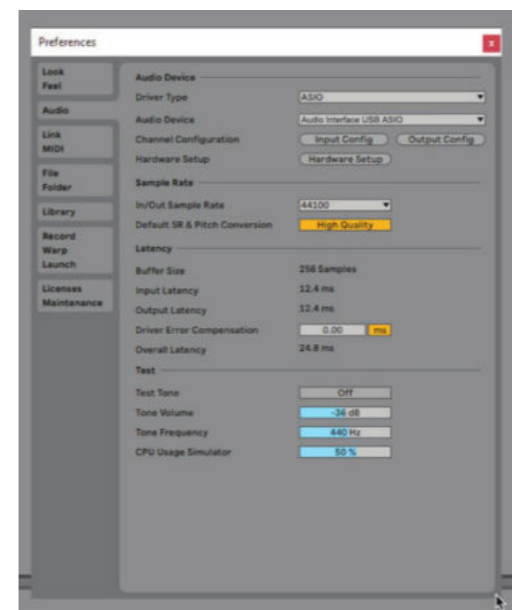 Preferences
x
Look
Feel
Audio
Link
MIDI
File
Folder
Library
Record
Warp
Launch
Licenses
Maintenance
Audio Device
Driver Type ASIO
Audio Device Audio Interface USB ASIO
Channel Configuration Input Config Output Config
Hardware Setup Hardware Setup
Sample Rate
In/Out Sample Rate 44100
Default SR & Pitch Conversion High Quality
Latency
Buffer Size 256 Samples
Input Latency 12.4 ms
Output Latency 12.4 ms
Driver Error Compensation 0.00 ms
Overall Latency 24.8 ms
Test
Test Tone Off
Tone Volume -36 dB
Tone Frequency 440 Hz
CPU Usage Simulator 50 %